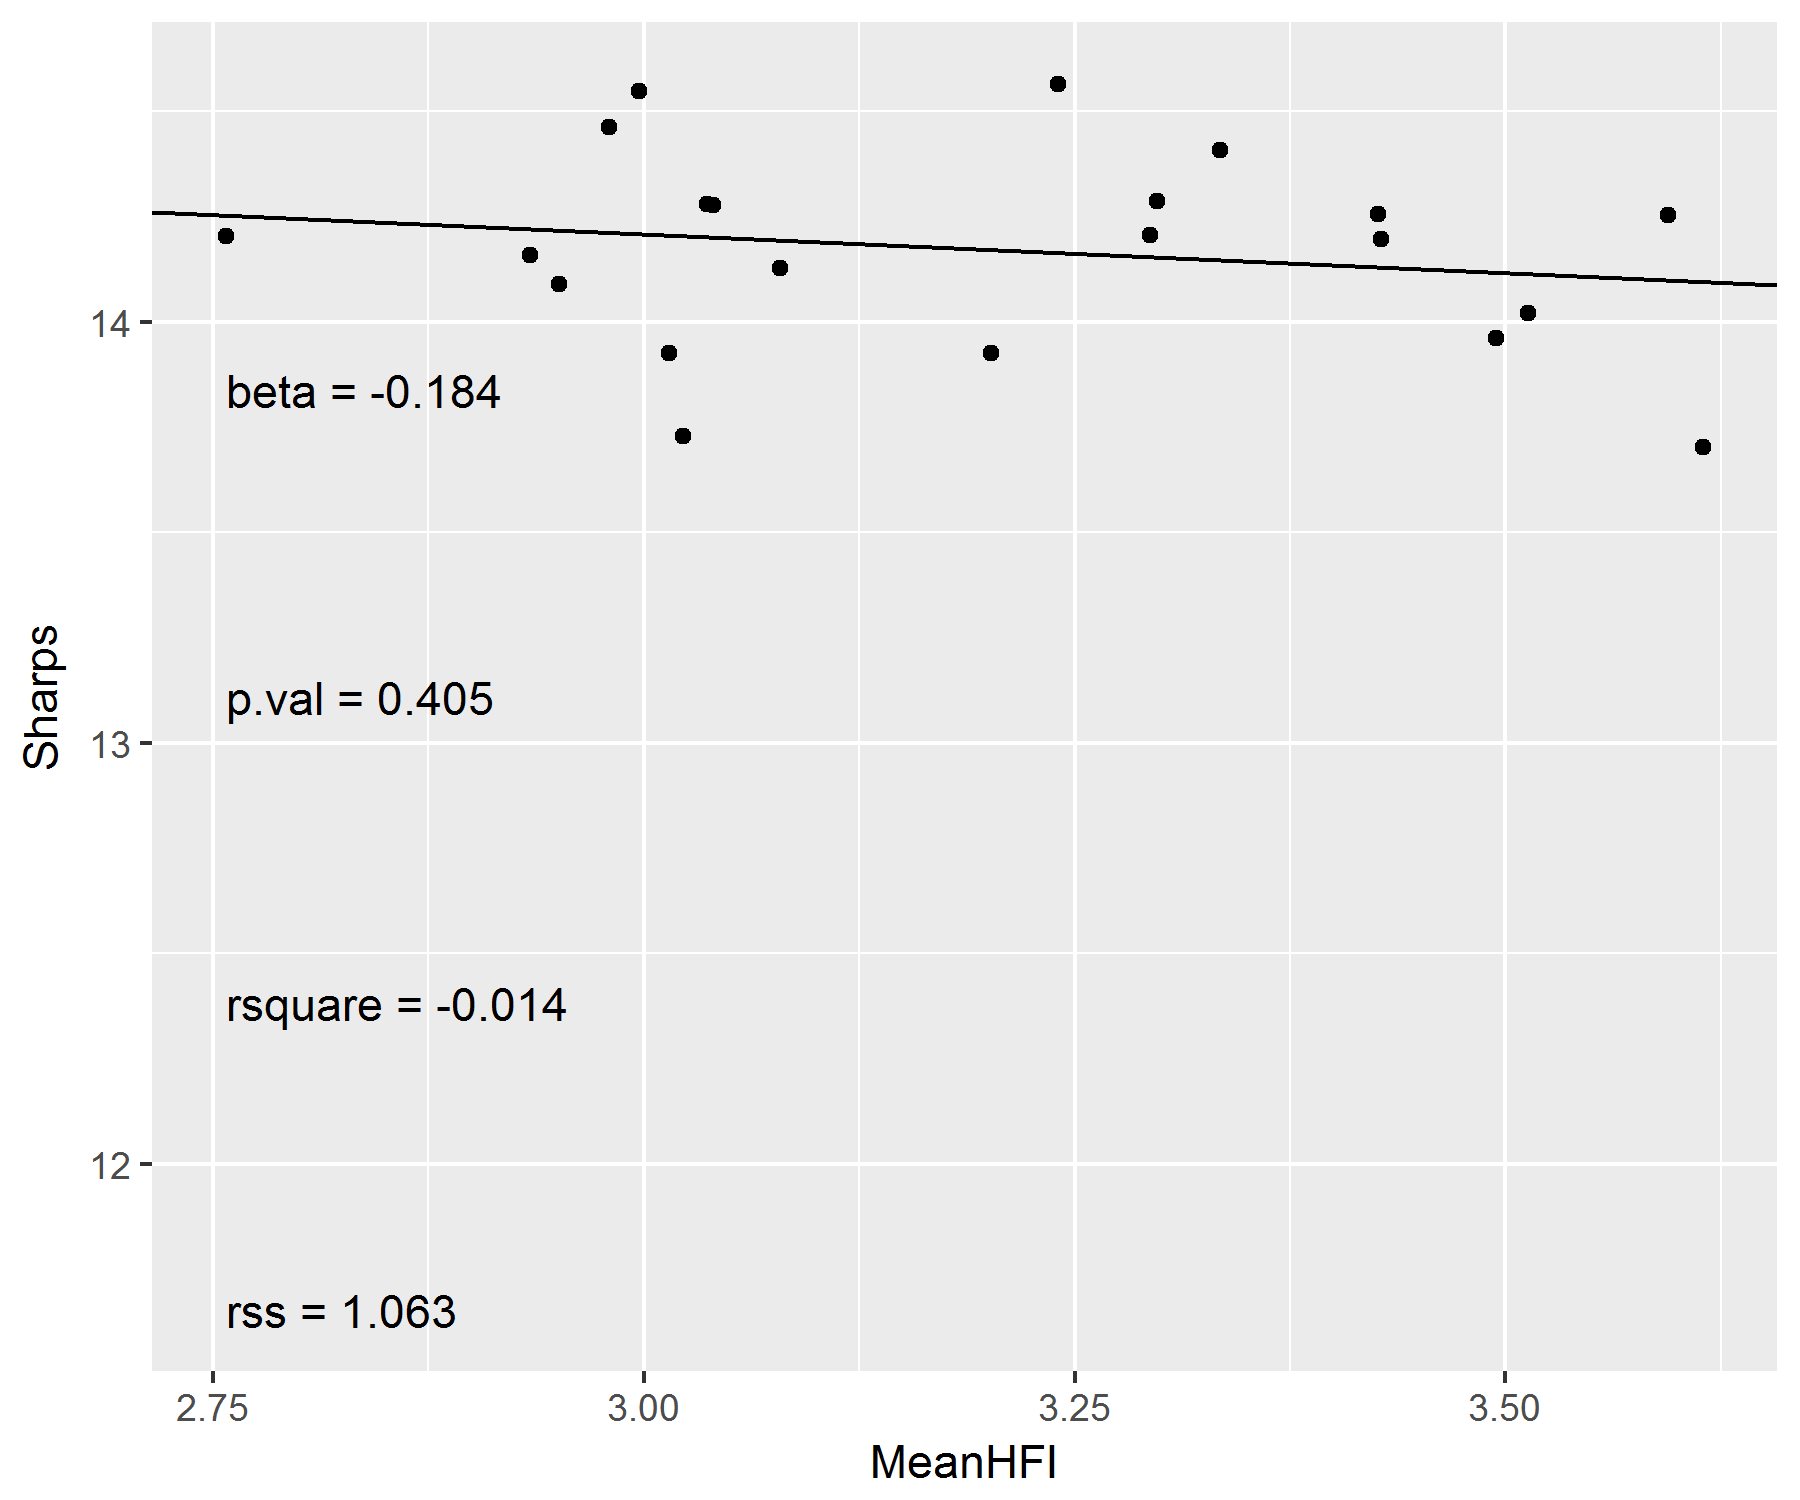 14
13
12
Sharps
beta = -0.184
p.val = 0.405
rsquare = -0.014
rss = 1.063
2.75
3.00
3.25
3.50
MeanHFI